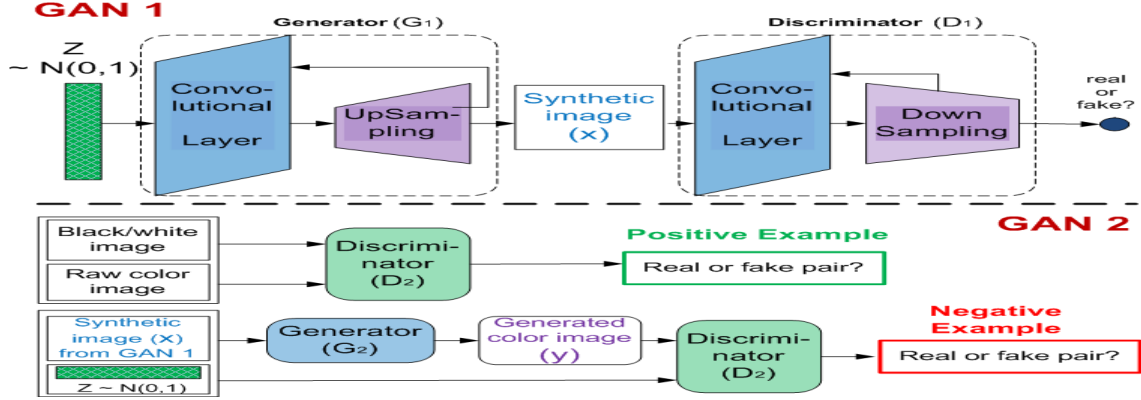 GAN 1
Generator (G1)
Discriminator (D1)
Z
~ N(0,1)
Convo-
lutional
Layer
UpSam-
pling
Synthetic
image
(x)
Convo-
lutional
Layer
Down
Sampling
real
or
fake?
GAN 2
Black/white
image
Raw color
image
Discrimi-
nator
(D2)
Positive Example
Real or fake pair?
Synthetic
image (x)
from GAN 1
Z ~ N(0,1)
Generator
(G2)
Generated
color image
(y)
Discrimi-
nator
(D2)
Negative
Example
Real or fake pair?